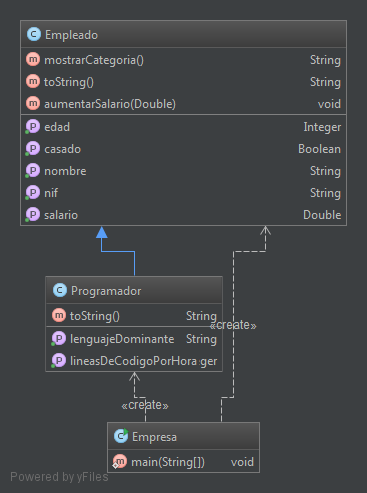 Empleado
mostrarCategoria() String
toString() String
aumentarSalario(Double) void
edad Integer
casado Boolean
nombre String
nif String
salario Double
Programador
toString() String
lenguajeDominante String
«create»
lineasDeCodigoPorHora ger
«create»
Empresa
main(String[]) void
Powered by yFiles